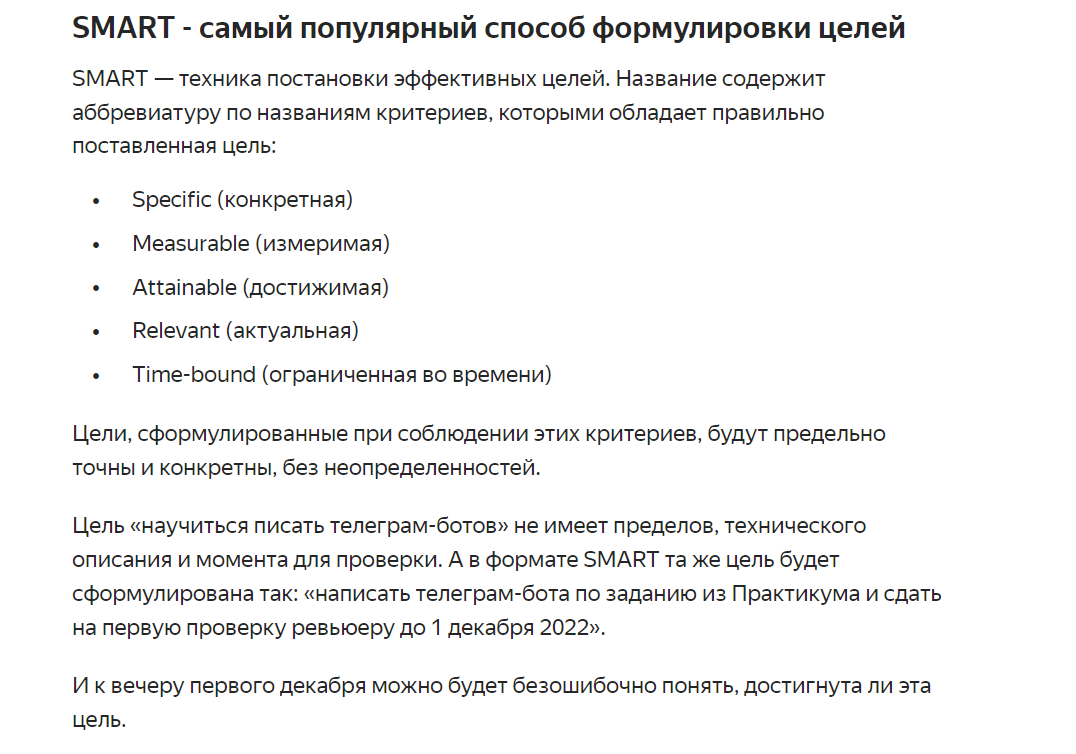 SMART - самый популярный способ формулировки целей
SMART — техника постановки эффективных целей. Название содержит
аббревиатуру по названиям критериев, которыми обладает правильно
поставленная цель:
• Specific (конкретная)
• Measurable (измеримая)
• Attainable (достижимая)
• Relevant (актуальная)
• Time-bound (ограниченная во времени)
Цели, сформулированные при соблюдении этих критериев, будут предельно
точны и конкретны, без неопределенностей.
Цель «научиться писать телеграм-ботов» не имеет пределов, технического
описания и момента для проверки. А в формате SMART та же цель будет
сформулирована так: «написать телеграм-бота по заданию из Практикума и сдать
на первую проверку ревьюеру до 1 декабря 2022».
И к вечеру первого декабря можно будет безошибочно понять, достигнута ли эта
цель.